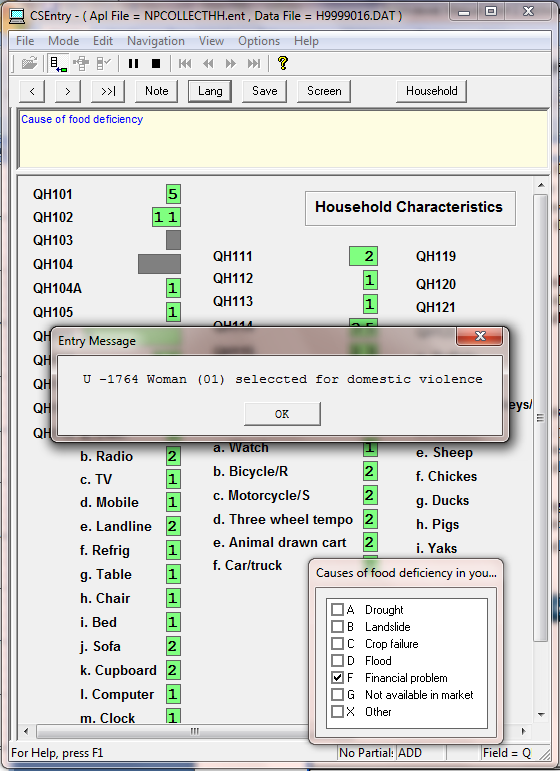 CSEntry - ( Apl File = NPCOLLECTHH.ent , Data File = H9999016.DAT )
File Mode Edit Navigation View Options Help
< > >>| Note Lang Save Screen Household
Cause of food deficiency
Household Characteristics
QH101 5
QH102 11
QH103
QH104
QH104A 1
QH105 1
QH111 2
QH112 1
QH113 1
QH114
QH119
QH120
QH121
Entry Message
U -1764 Woman (01) seleccted for domestic violence
OK
b. Radio 2
c. TV 1
d. Mobile 1
e. Landline 2
f. Refrig 1
g. Table 1
h. Chair 1
i. Bed 1
j. Sofa 2
k. Cupboard 2
l. Computer 1
m. Clock 1
a. Watch 1
b. Bicycle/R 2
c. Motorcycle/S 2
d. Three wheel tempo 2
e. Animal drawn cart 2
f. Car/truck
e. Sheep
f. Chickes
g. Ducks
h. Pigs
i. Yaks
Causes of food deficiency in you...
A Drought
B Landslide
C Crop failure
D Flood
F Financial problem
G Not available in market
X Other
For Help, press F1 No Partial: ADD Field = Q